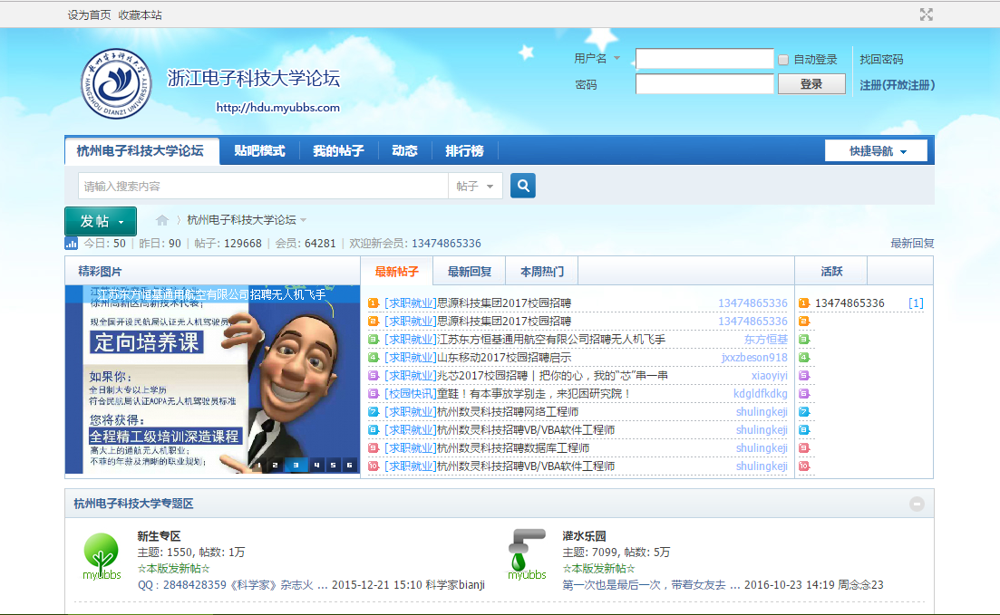 设为首页 收藏本站
用户名 自动登录 找回密码
杭州电子科技大学
HANGZHOU DIANZI UNIVERSITY
浙江电子科技大学论坛
http://hdu.myubbs.com
密码 登录 注册(开放注册)
杭州电子科技大学论坛 贴吧模式 我的帖子 动态 排行榜 快捷导航
请输入搜索内容 帖子
发帖 杭州电子科技大学论坛
今日: 50 | 昨日: 90 | 帖子: 129668 | 会员: 64281 | 欢迎新会员: 13474865336 最新回复
精彩图片 最新帖子 最新回复 本周热门 活跃
江苏东方恒基通用航空有限公司招聘无人机飞手
徐州高新区高新技术代表;
现全国开设民航局认证无人机驾驶员
定向培养课
如果你:
全日制大专以上学历
符合民航局认证AOPA无人机驾驶员标准
您将获得:
全程精工级培训深造课程
高大上的通航无人机职业;
不菲的年薪及清晰的职业规划;
1 2 3 4 5 6
1 [求职就业]思源科技集团2017校园招聘 13474865336 1 13474865336 [1]
2 [求职就业]思源科技集团2017校园招聘 13474865336 2
3 [求职就业]江苏东方恒基通用航空有限公司招聘无人机飞手 东方恒基 3
4 [求职就业]山东移动2017校园招聘启示 jxxzbeson918 4
5 [求职就业]兆芯2017校园招聘 | 把你的心，我的“芯”串一串 xiaoyiyi 5
6 [校园快讯]童鞋！有本事放学别走，来犯困研究院！ kdgldfkdkg 6
7 [求职就业]杭州数灵科技招聘网络工程师 shulingkeji 7
8 [求职就业]杭州数灵科技招聘VB/VBA软件工程师 shulingkeji 8
9 [求职就业]杭州数灵科技招聘数据库工程师 shulingkeji 9
10 [求职就业]杭州数灵科技招聘VB/VBA软件工程师 shulingkeji 10
杭州电子科技大学专题区
myubbs
新生专区
主题: 1550, 帖数: 1万
☆本版发新帖☆
QQ：2848428359《科学家》杂志火 ... 2015-12-21 15:10 科学家bianji
myubbs
灌水乐园
主题: 7099, 帖数: 5万
☆本版发新帖☆
第一次也是最后一次，带着女友去 ... 2016-10-23 14:19 周念念23